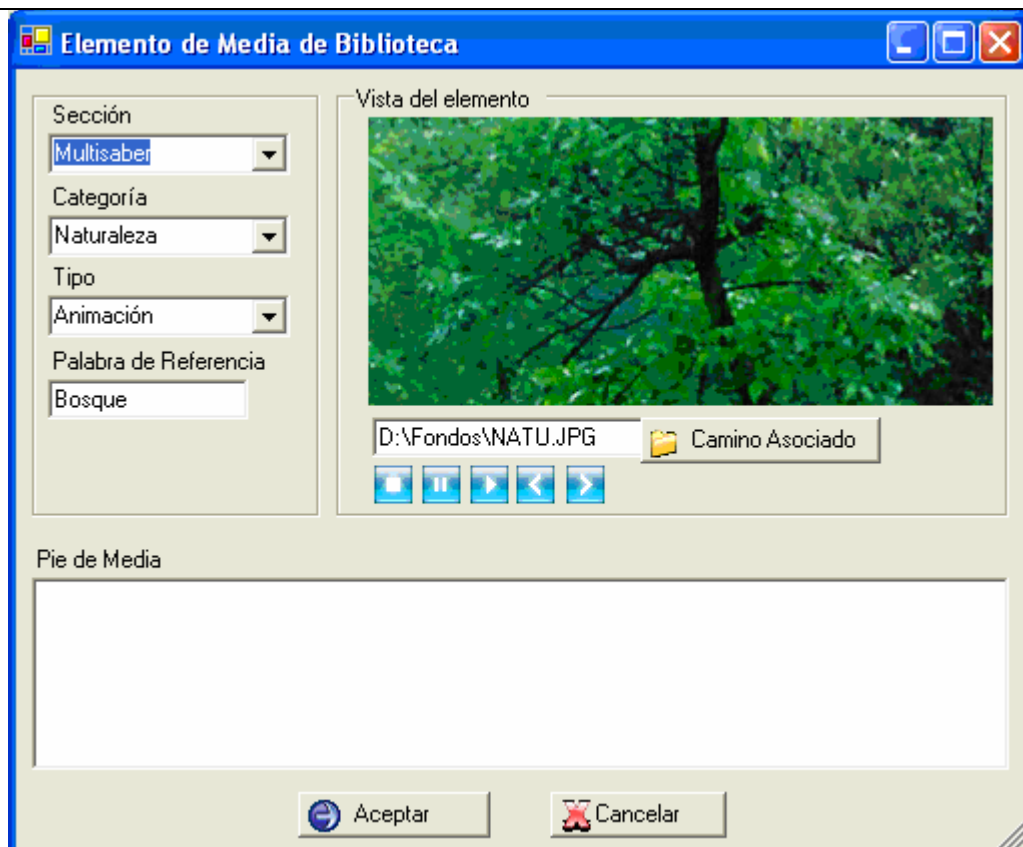 Elemento de Media de Biblioteca
Sección
Multisaber
Categoría
Naturaleza
Tipo
Animación
Palabra de Referencia
Bosque
Vista del elemento
D:\Fondos\NATU.JPG
Camino Asociado
Pie de Media
Aceptar
Cancelar